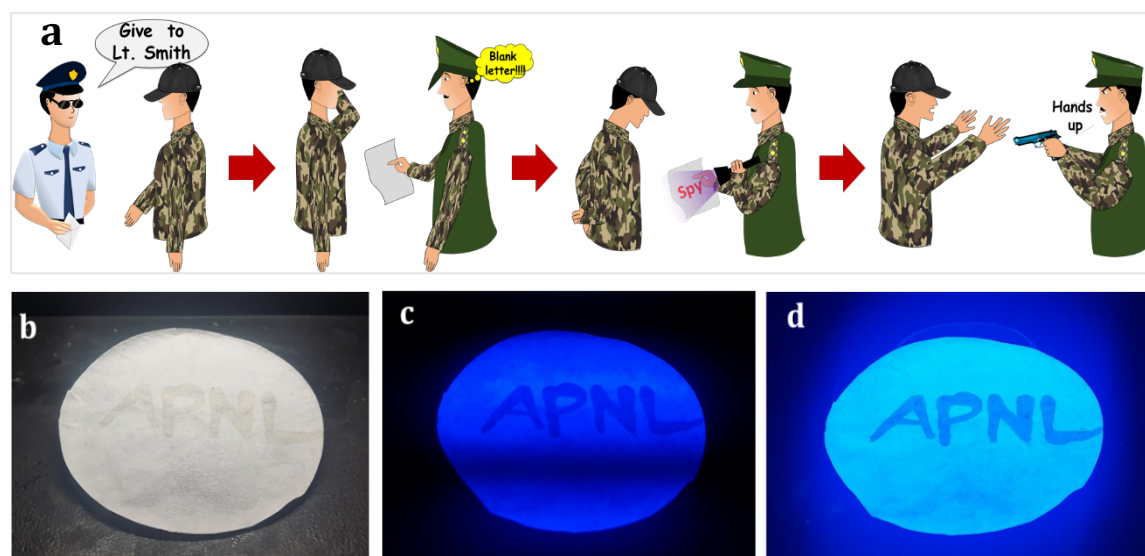 a
Give to
Lt. Smith
Blank
letter!!!!
Spy
Hands
up
b
APNL
c
APNL
d
APNL